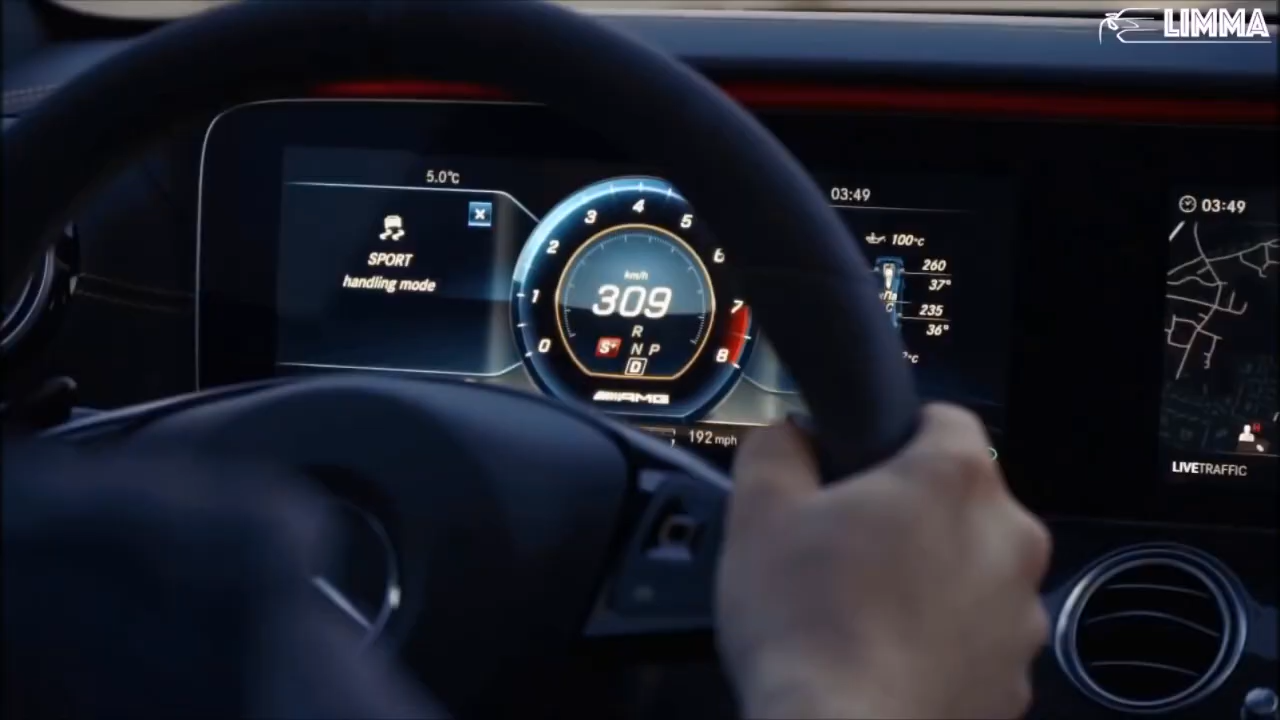 LIMMA
5.0°C
03:49
SPORT
handling mode
0
1
2
3
4
5
6
7
8
km/h
309
R
S+ N P
D
AMG
192 mph
100°C
260
37°
235
36°
03:49
LIVETRAFFIC